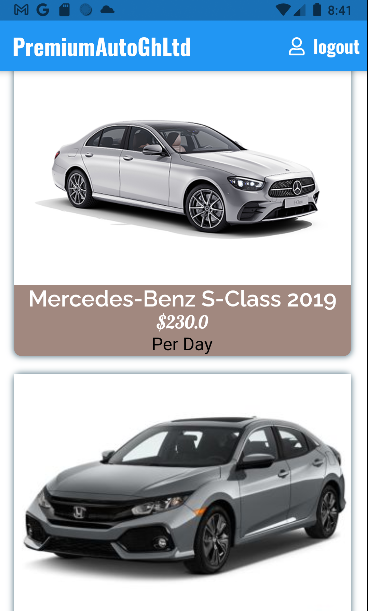 8:41
PremiumAutoGhLtd
logout
Mercedes-Benz S-Class 2019
$230.0
Per Day